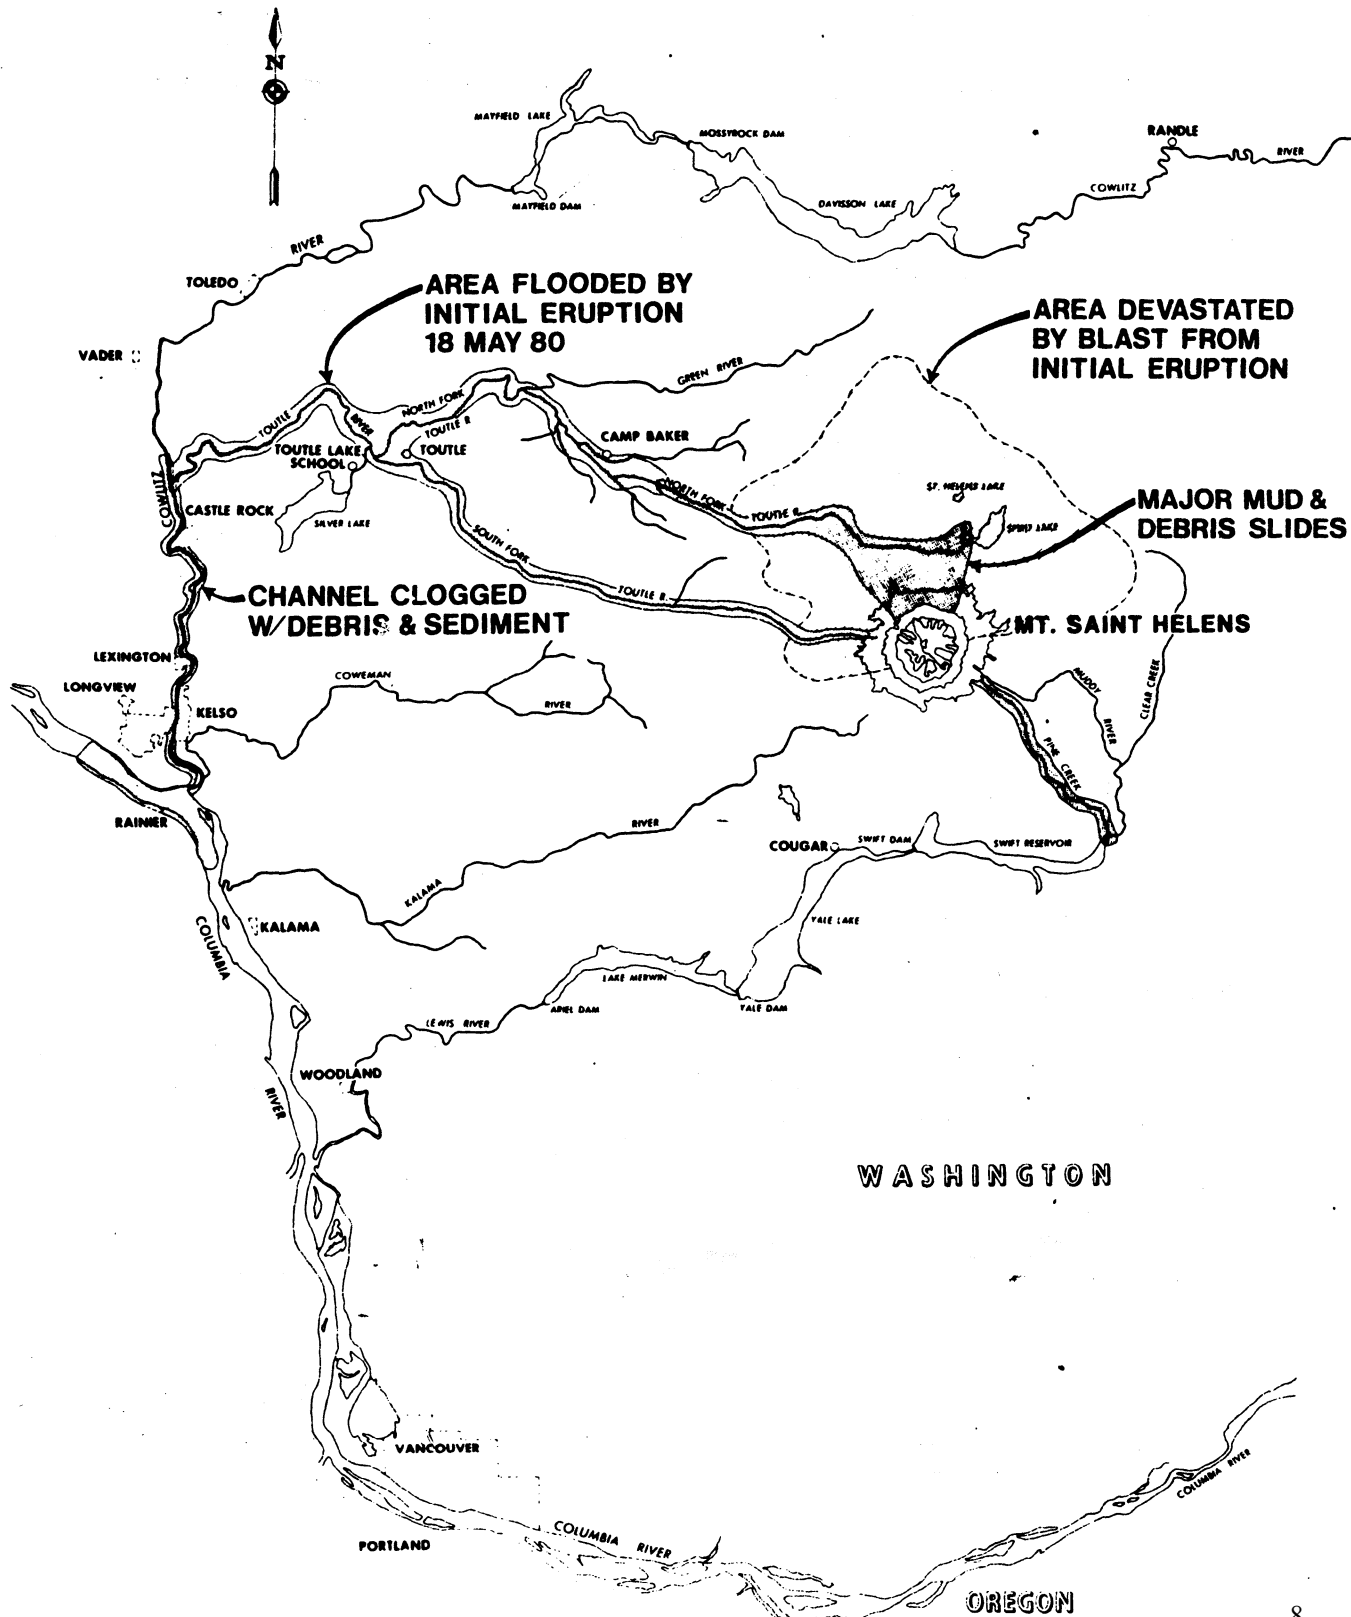 N
MAYFIELD LAKE
MOSSYROCK DAM
RANDLE
RIVER
COWLITZ
MAYFIELD DAM
DAVISSON LAKE
RIVER
TOLEDO
AREA FLOODED BY
INITIAL ERUPTION
18 MAY 80
AREA DEVASTATED
BY BLAST FROM
INITIAL ERUPTION
VADER
GREEN RIVER
NORTH FORK
TOUTLE R
TOUTLE
RIVER
CAMP BAKER
TOUTLE LAKE
SCHOOL
TOUTLE
COWLITZ
NORTH FORK
TOUTLE R.
ST. HELENS LAKE
SPIRIT LAKE
MAJOR MUD &
DEBRIS SLIDES
CASTLE ROCK
SILVER LAKE
SOUTH FORK
TOUTLE R.
CHANNEL CLOGGED
W/DEBRIS & SEDIMENT
MT. SAINT HELENS
LEXINGTON
LONGVIEW
KELSO
COWEMAN
RIVER
MUDDY
RIVER
CLEAR CREEK
PINE CREEK
RAINIER
RIVER
KALAMA
COUGAR
SWIFT DAM
SWIFT RESERVOIR
KALAMA
COLUMBIA
YALE LAKE
LAKE MERWIN
ARIEL DAM
YALE DAM
LEWIS RIVER
WOODLAND
RIVER
WASHINGTON
VANCOUVER
COLUMBIA RIVER
PORTLAND
COLUMBIA RIVER
OREGON
8